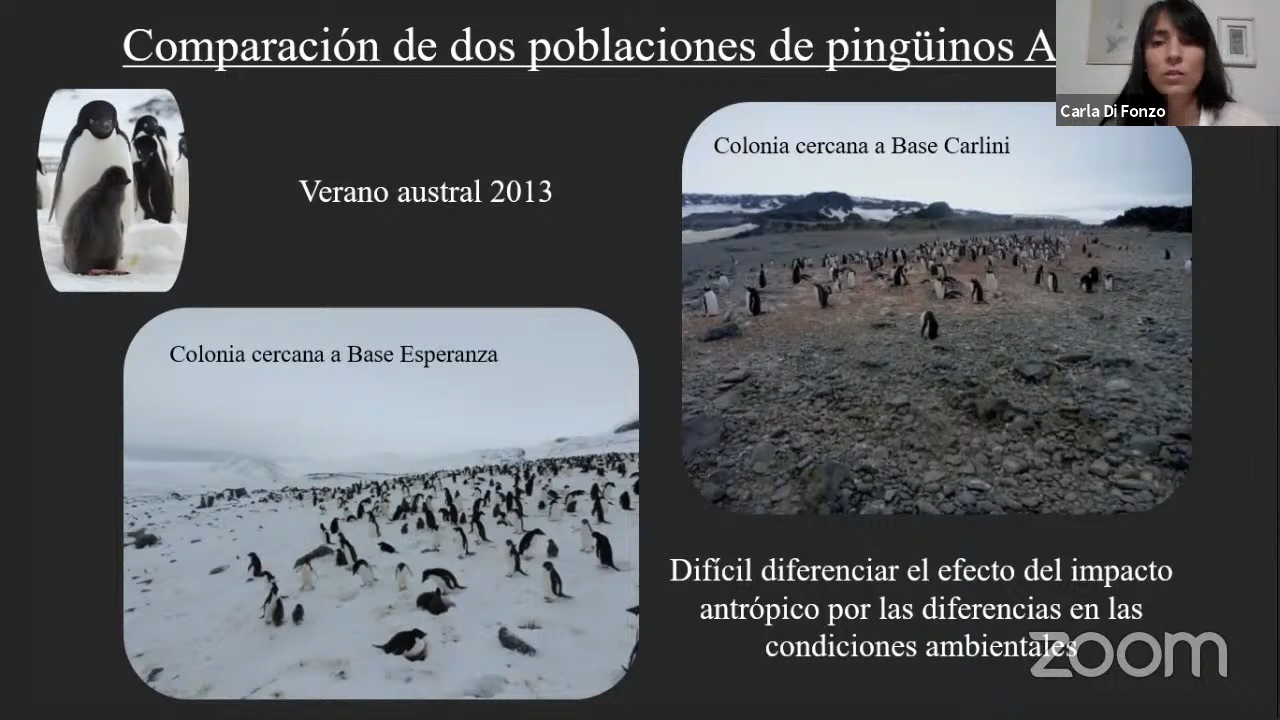 Comparación de dos poblaciones de pingüinos A
Carla Di Fonzo
Verano austral 2013
Colonia cercana a Base Carlini
Colonia cercana a Base Esperanza
Difícil diferenciar el efecto del impacto
antrópico por las diferencias en las
condiciones ambientales
zoom